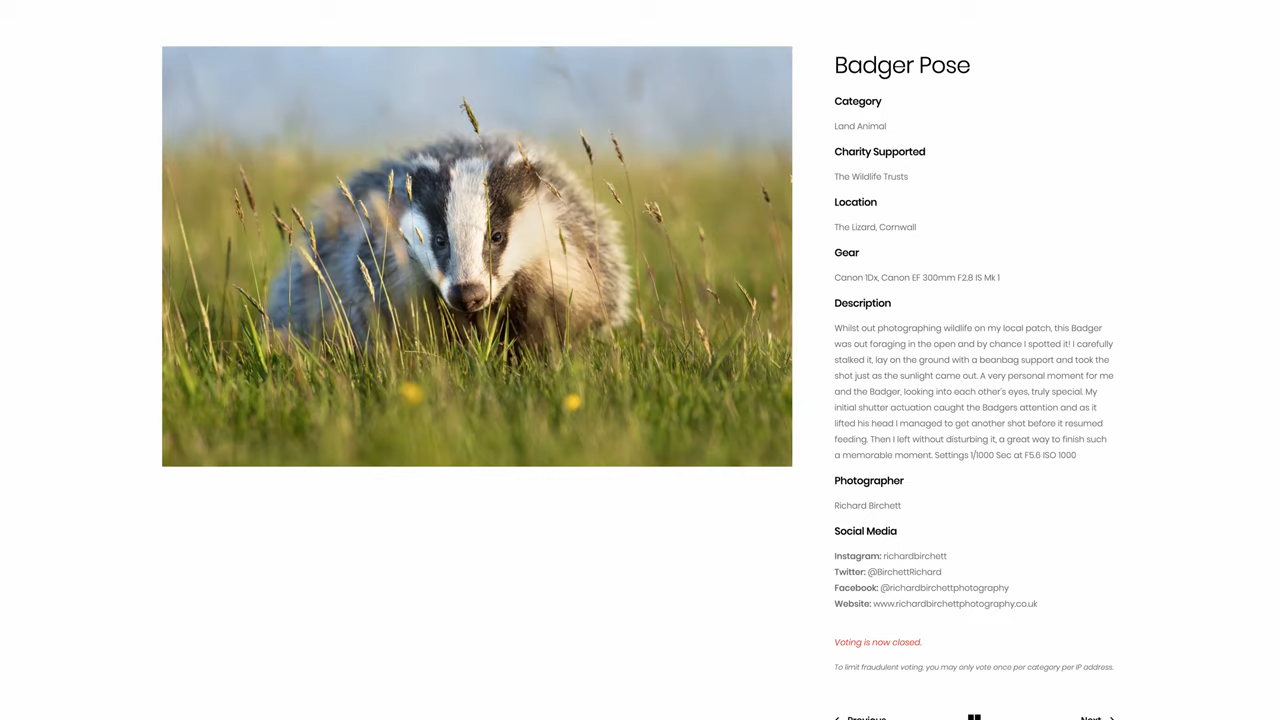 Badger Pose
Category
Land Animal
Charity Supported
The Wildlife Trusts
Location
The Lizard, Cornwall
Gear
Canon 1Dx, Canon EF 300mm F2.8 IS Mk 1
Description
Whilst out photographing wildlife on my local patch, this Badger
was out foraging in the open and by chance I spotted it! I carefully
stalked it, lay on the ground with a beanbag support and took the
shot just as the sunlight came out. A very personal moment for me
and the Badger, looking into each other's eyes, truly special. My
initial shutter actuation caught the Badgers attention and as it
lifted his head I managed to get another shot before it resumed
feeding. Then I left without disturbing it, a great way to finish such
a memorable moment. Settings 1/1000 Sec at F5.6 ISO 1000
Photographer
Richard Birchett
Social Media
Instagram: richardbirchett
Twitter: @BirchettRichard
Facebook: @richardbirchettphotography
Website: www.richardbirchettphotography.co.uk
Voting is now closed.
To limit fraudulent voting, you may only vote once per category per IP address.
Previous Next